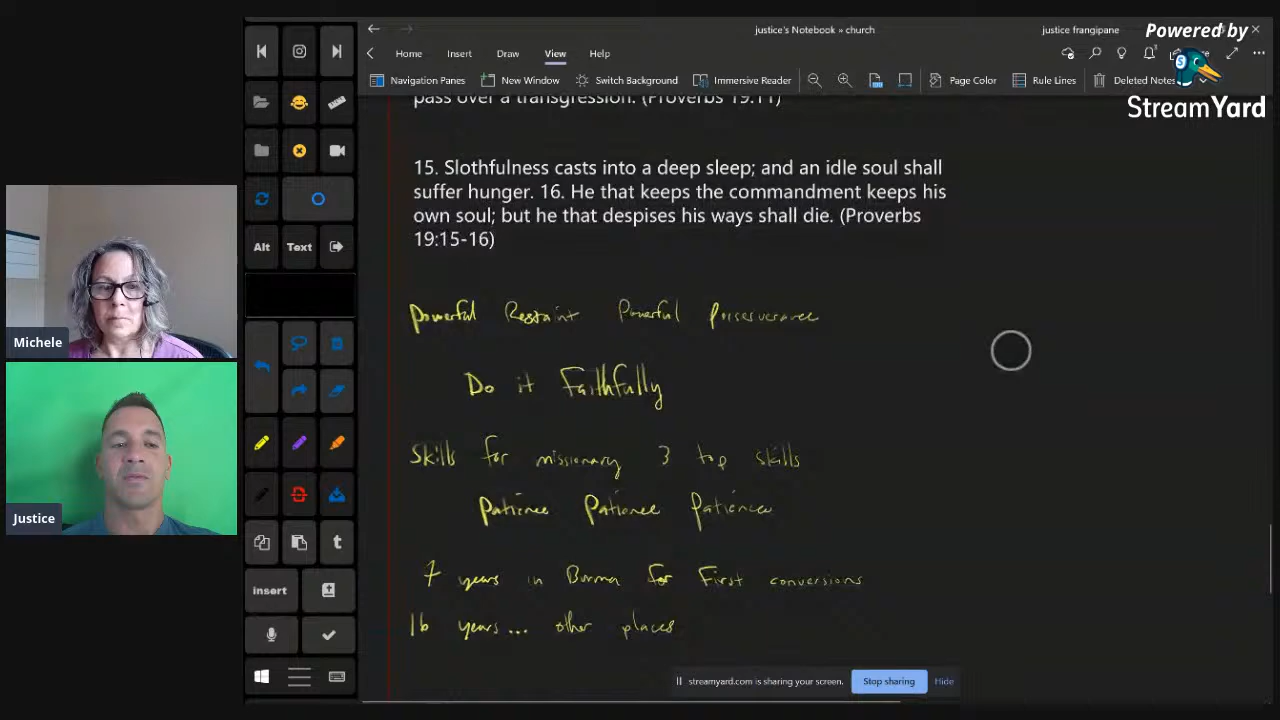 justice's Notebook » church
justice frangipane
Powered by
StreamYard
Home Insert Draw View Help
Navigation Panes New Window Switch Background Immersive Reader Page Color Rule Lines Deleted Notes
pass over a transgression. (Proverbs 19:11)
15. Slothfulness casts into a deep sleep; and an idle soul shall
suffer hunger. 16. He that keeps the commandment keeps his
own soul; but he that despises his ways shall die. (Proverbs
19:15-16)
Powerful Restraint Powerful Perserverance
Do it Faithfully
Skills for missionary 3 top skills
Patience Patience Patience
7 years in Burma for First conversions
16 years... other places
Alt Text
t
insert
Michele
Justice
streamyard.com is sharing your screen. Stop sharing Hide